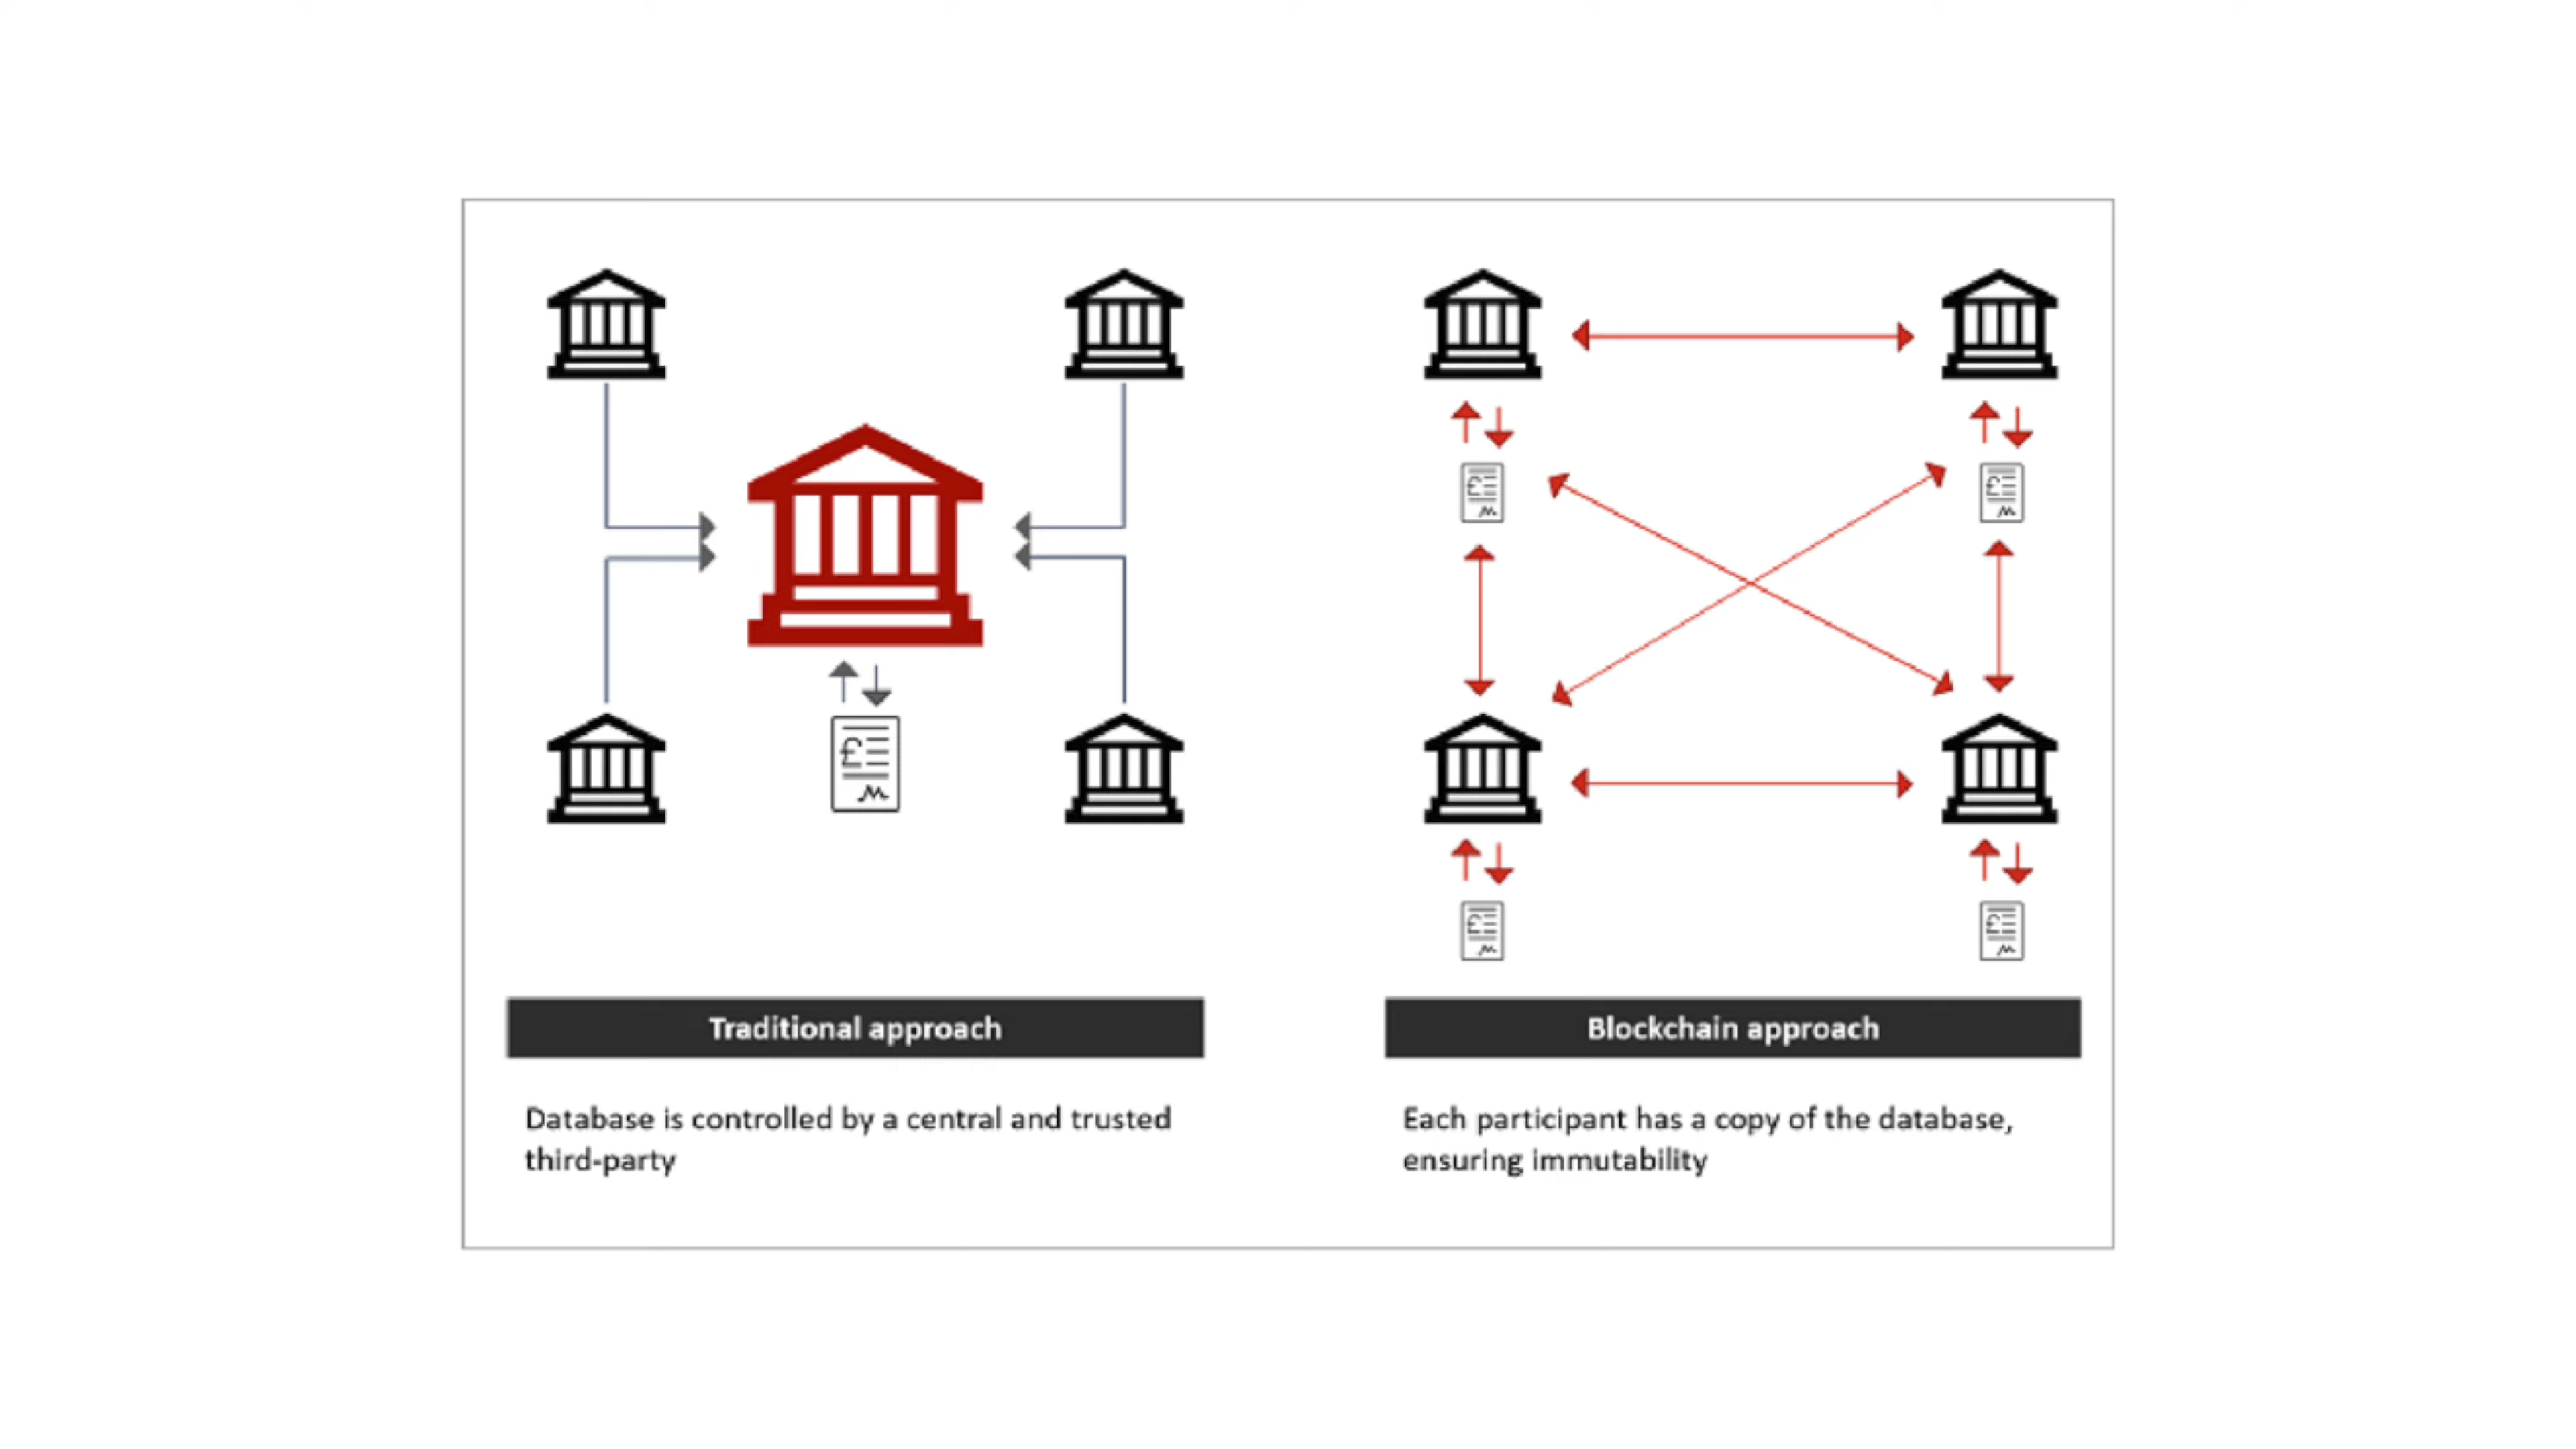 £
£
£
£
£
Traditional approach
Blockchain approach
Database is controlled by a central and trusted
third-party
Each participant has a copy of the database,
ensuring immutability